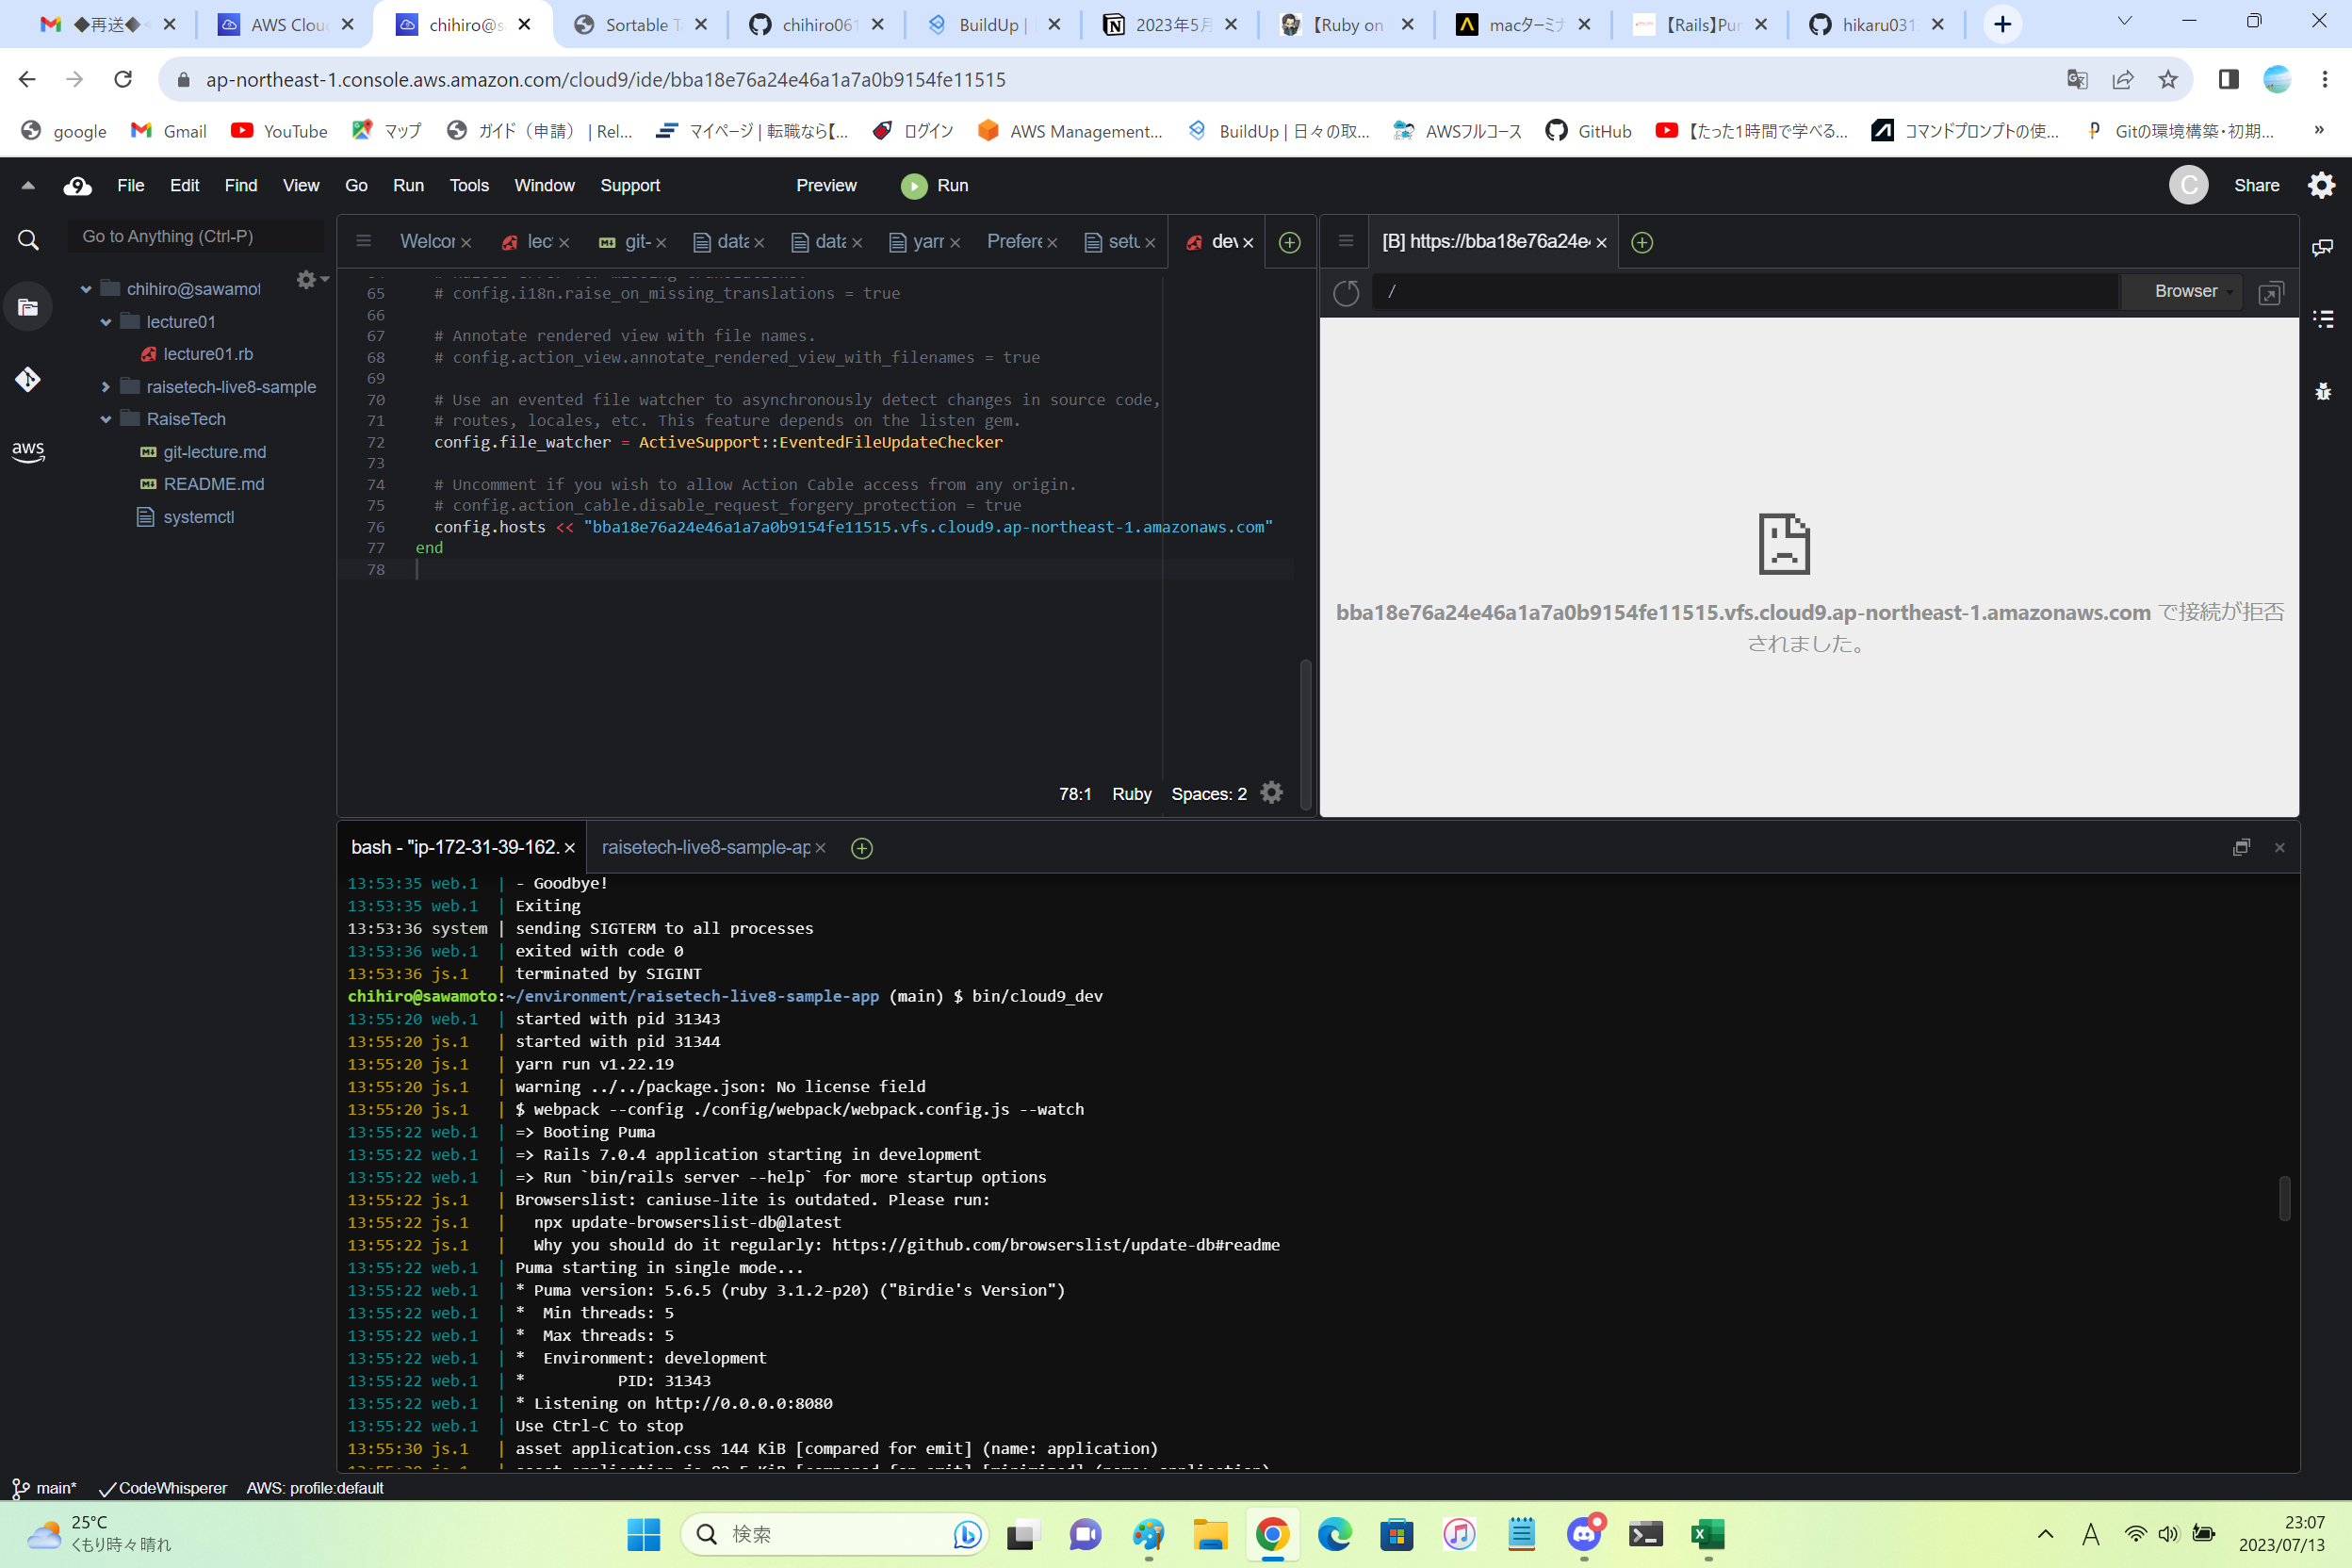 ◆再送◆
AWS Clou
chihiro@s
Sortable T
chihiro061
BuildUp |
2023年5月
【Ruby on
macターミナ
【Rails】Pur
hikaru031
ap-northeast-1.console.aws.amazon.com/cloud9/ide/bba18e76a24e46a1a7a0b9154fe11515
google
Gmail
YouTube
マップ
ガイド（申請） | Rel...
マイページ | 転職なら【...
ログイン
AWS Management...
BuildUp | 日々の取...
AWSフルコース
GitHub
【たった1時間で学べる...
コマンドプロンプトの使...
Gitの環境構築・初期...
»
File Edit Find View Go Run Tools Window Support
Preview
Run
C
Share
Go to Anything (Ctrl-P)
chihiro@sawamot
lecture01
lecture01.rb
raisetech-live8-sample
RaiseTech
git-lecture.md
README.md
systemctl
aws
Welcor
lect
git-
data
data
yarr
Prefere
setu
dev
65 # config.i18n.raise_on_missing_translations = true
66
67 # Annotate rendered view with file names.
68 # config.action_view.annotate_rendered_view_with_filenames = true
69
70 # Use an evented file watcher to asynchronously detect changes in source code,
71 # routes, locales, etc. This feature depends on the listen gem.
72 config.file_watcher = ActiveSupport::EventedFileUpdateChecker
73
74 # Uncomment if you wish to allow Action Cable access from any origin.
75 # config.action_cable.disable_request_forgery_protection = true
76 config.hosts << "bba18e76a24e46a1a7a0b9154fe11515.vfs.cloud9.ap-northeast-1.amazonaws.com"
77 end
78
78:1 Ruby Spaces: 2
[B] https://bba18e76a24e4
/
Browser
bba18e76a24e46a1a7a0b9154fe11515.vfs.cloud9.ap-northeast-1.amazonaws.com で接続が拒否
されました。
bash - "ip-172-31-39-162.
raisetech-live8-sample-ap
13:53:35 web.1 | - Goodbye!
13:53:35 web.1 | Exiting
13:53:36 system | sending SIGTERM to all processes
13:53:36 web.1 | exited with code 0
13:53:36 js.1 | terminated by SIGINT
chihiro@sawamoto:~/environment/raisetech-live8-sample-app (main) $ bin/cloud9_dev
13:55:20 web.1 | started with pid 31343
13:55:20 js.1 | started with pid 31344
13:55:20 js.1 | yarn run v1.22.19
13:55:20 js.1 | warning ../../package.json: No license field
13:55:20 js.1 | $ webpack --config ./config/webpack/webpack.config.js --watch
13:55:22 web.1 | => Booting Puma
13:55:22 web.1 | => Rails 7.0.4 application starting in development
13:55:22 web.1 | => Run `bin/rails server --help` for more startup options
13:55:22 js.1 | Browserslist: caniuse-lite is outdated. Please run:
13:55:22 js.1 | npx update-browserslist-db@latest
13:55:22 js.1 | Why you should do it regularly: https://github.com/browserslist/update-db#readme
13:55:22 web.1 | Puma starting in single mode...
13:55:22 web.1 | * Puma version: 5.6.5 (ruby 3.1.2-p20) ("Birdie's Version")
13:55:22 web.1 | * Min threads: 5
13:55:22 web.1 | * Max threads: 5
13:55:22 web.1 | * Environment: development
13:55:22 web.1 | * PID: 31343
13:55:22 web.1 | * Listening on http://0.0.0.0:8080
13:55:22 web.1 | Use Ctrl-C to stop
13:55:30 js.1 | asset application.css 144 KiB [compared for emit] (name: application)
main* CodeWhisperer AWS: profile:default
25°C
くもり時々晴れ
検索
A
23:07
2023/07/13